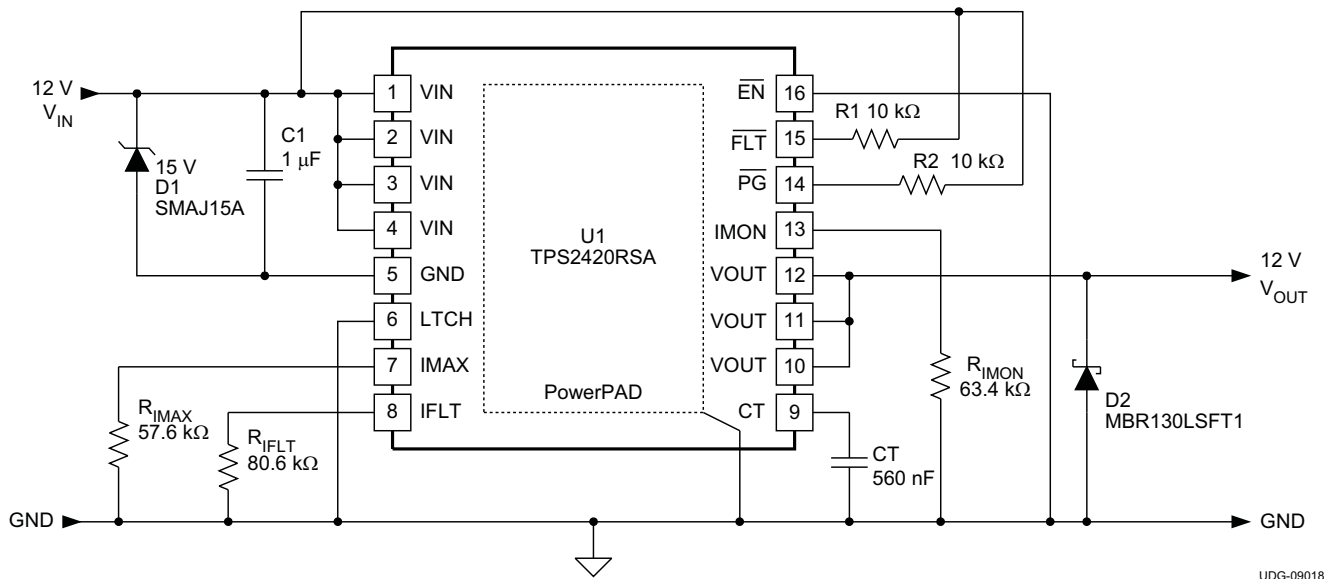 12 V
V_IN
15 V
D1
SMAJ15A
C1
1 μF
1 VIN
2 VIN
3 VIN
4 VIN
5 GND
6 LTCH
7 IMAX
8 IFLT
U1
TPS2420RSA
PowerPAD
E̅N̅ 16
F̅L̅T̅ 15
P̅G̅ 14
IMON 13
VOUT 12
VOUT 11
VOUT 10
CT 9
R1 10 kΩ
R2 10 kΩ
12 V
V_OUT
R_IMAX
57.6 kΩ
R_IFLT
80.6 kΩ
R_IMON
63.4 kΩ
CT
560 nF
D2
MBR130LSFT1
GND
GND
UDG-09018